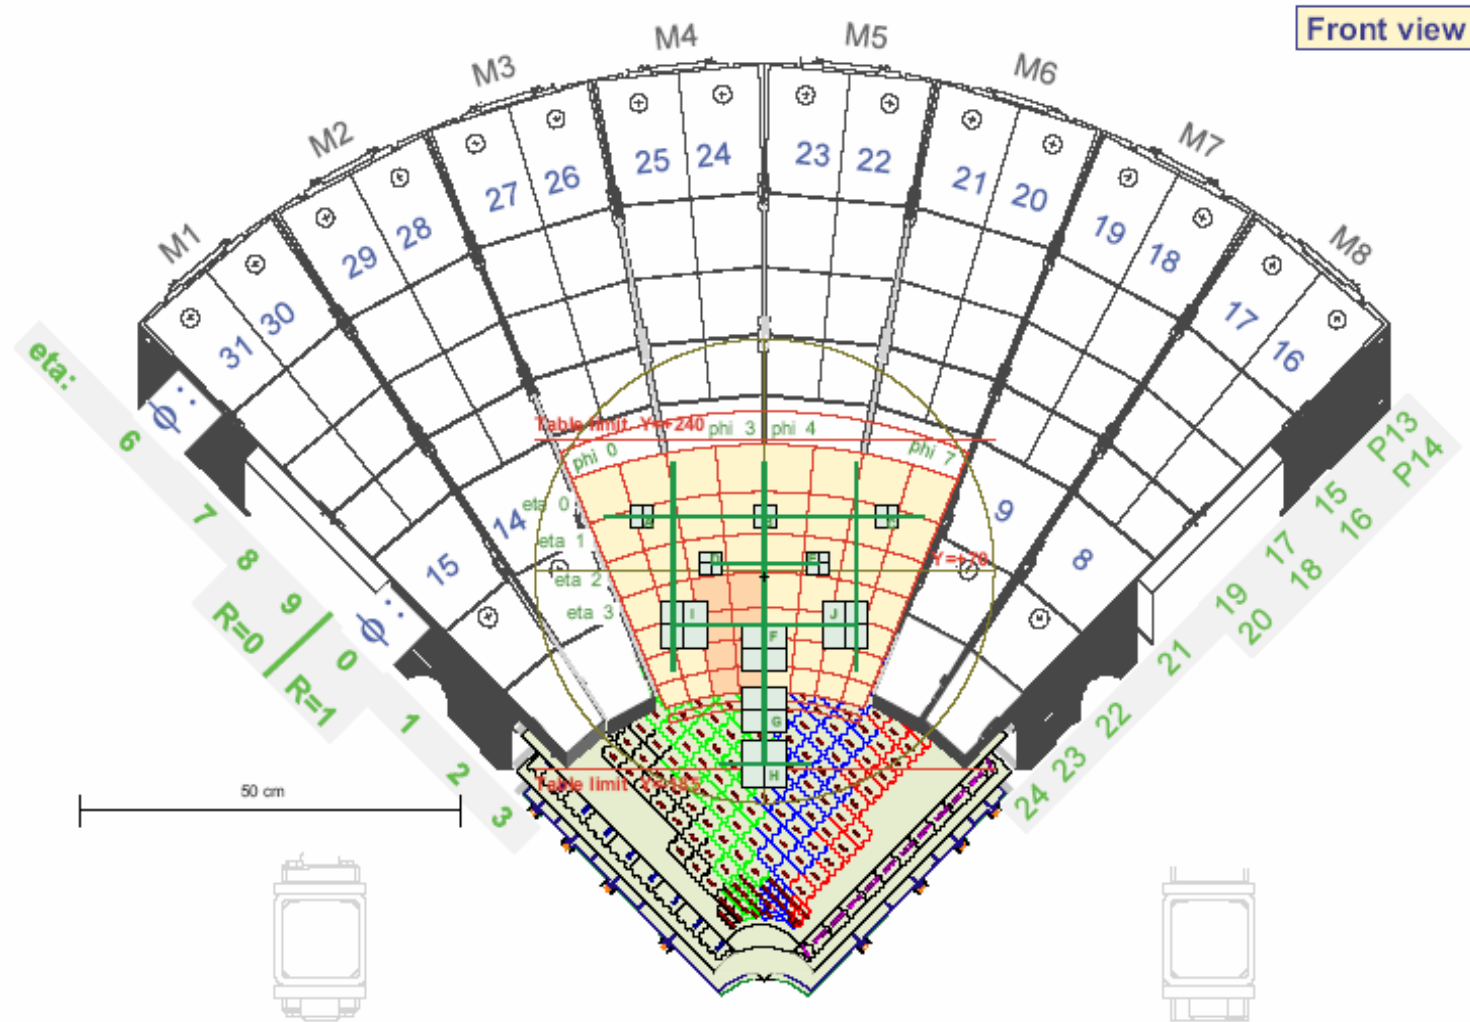 Front view
M1
M2
M3
M4
M5
M6
M7
M8
31
30
29
28
27
26
25
24
23
22
21
20
19
18
17
16
15
14
9
8
eta:
6
7
8
9
R=0
R=1
0
1
2
3
ϕ:
ϕ:
P13
P14
15
16
17
18
19
20
21
22
23
24
Table limit Y=+240
phi 0
phi 3
phi 4
phi 7
eta 0
eta 1
eta 2
eta 3
Y=+70
I
J
F
G
H
Table limit Y=-185
50 cm